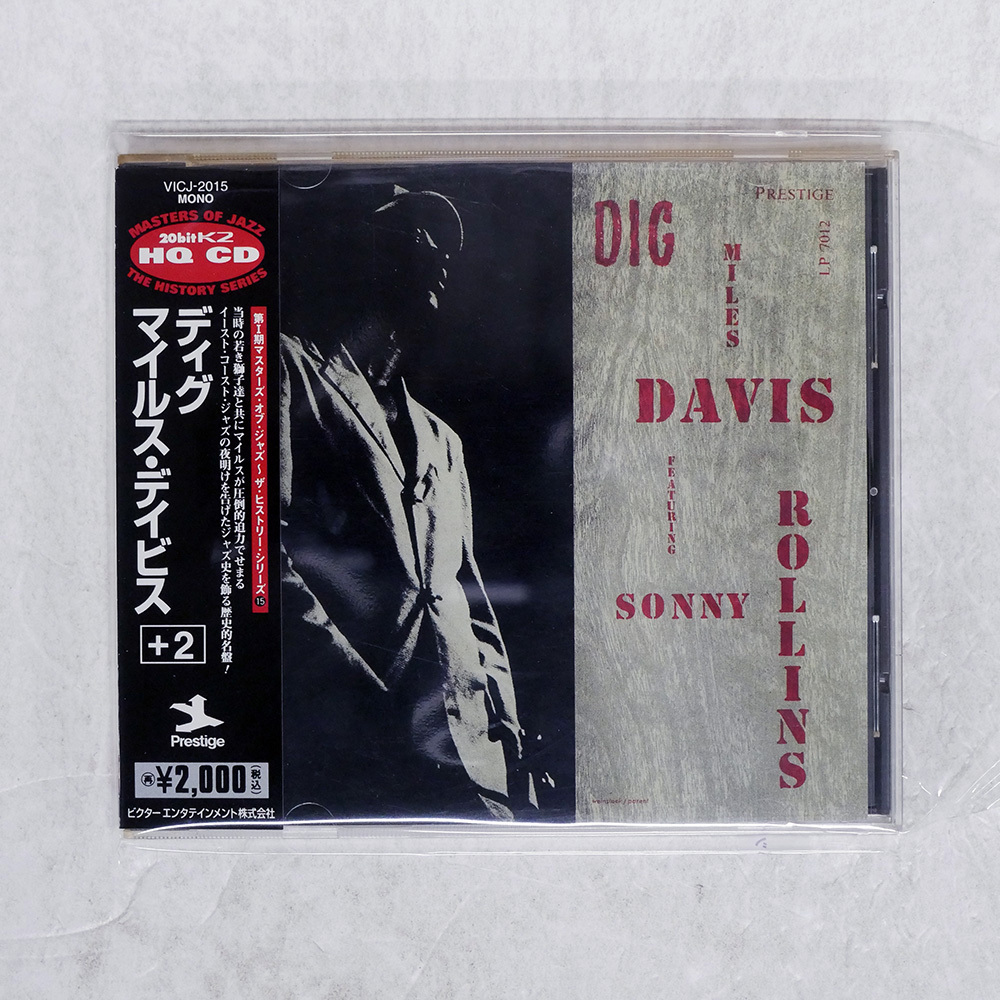 VICJ-2015
MONO
MASTERS OF JAZZ
20bit K2
HQ CD
THE HISTORY SERIES
第I期マスターズ・オブ・ジャズ〜ザ・ヒストリー・シリーズ⑮
当時の若き獅子達と共にマイルスが圧倒的迫力でせまる
イースト・コースト・ジャズの夜明けを告げたジャズ史を飾る歴史的名盤!
ディグ
マイルス・デイビス
+2
Prestige
再 ¥2,000 (税込)
ビクターエンタテインメント株式会社
PRESTIGE
LP 7012
DIG
MILES
DAVIS
FEATURING
SONNY
ROLLINS